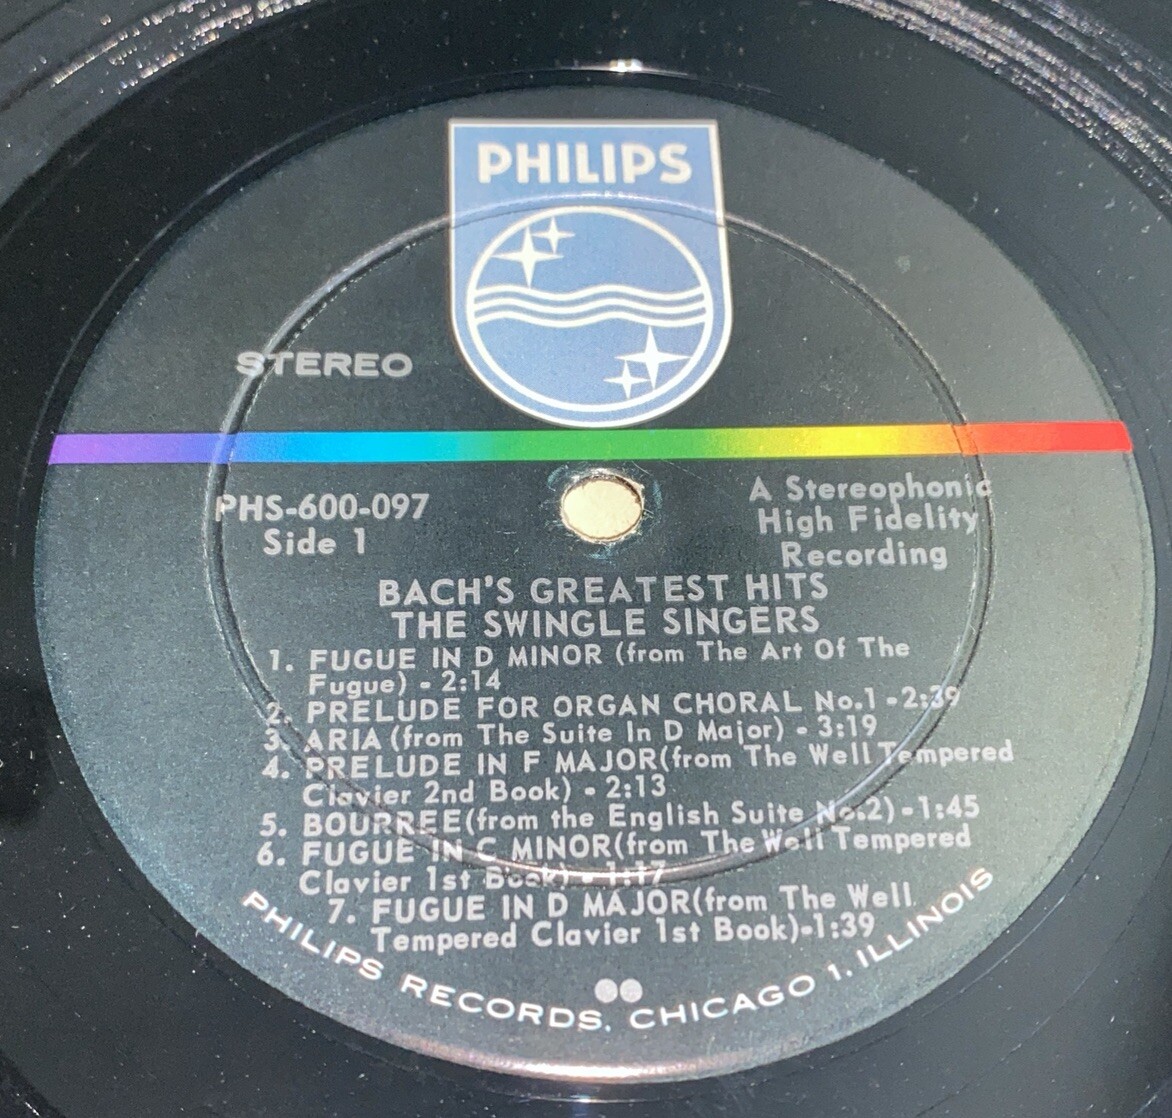 PHILIPS
STEREO
PHS-600-097
Side 1
A Stereophonic
High Fidelity
Recording
BACH'S GREATEST HITS
THE SWINGLE SINGERS
1. FUGUE IN D MINOR (from The Art Of The
Fugue) - 2:14
2. PRELUDE FOR ORGAN CHORAL No.1 - 2:39
3. ARIA (from The Suite In D Major) - 3:19
4. PRELUDE IN F MAJOR(from The Well Tempered
Clavier 2nd Book) - 2:13
5. BOURREE(from the English Suite No.2) - 1:45
6. FUGUE IN C MINOR(from The Well Tempered
Clavier 1st Book) - 1:17
7. FUGUE IN D MAJOR(from The Well
Tempered Clavier 1st Book)-1:39
PHILIPS RECORDS, CHICAGO 1, ILLINOIS